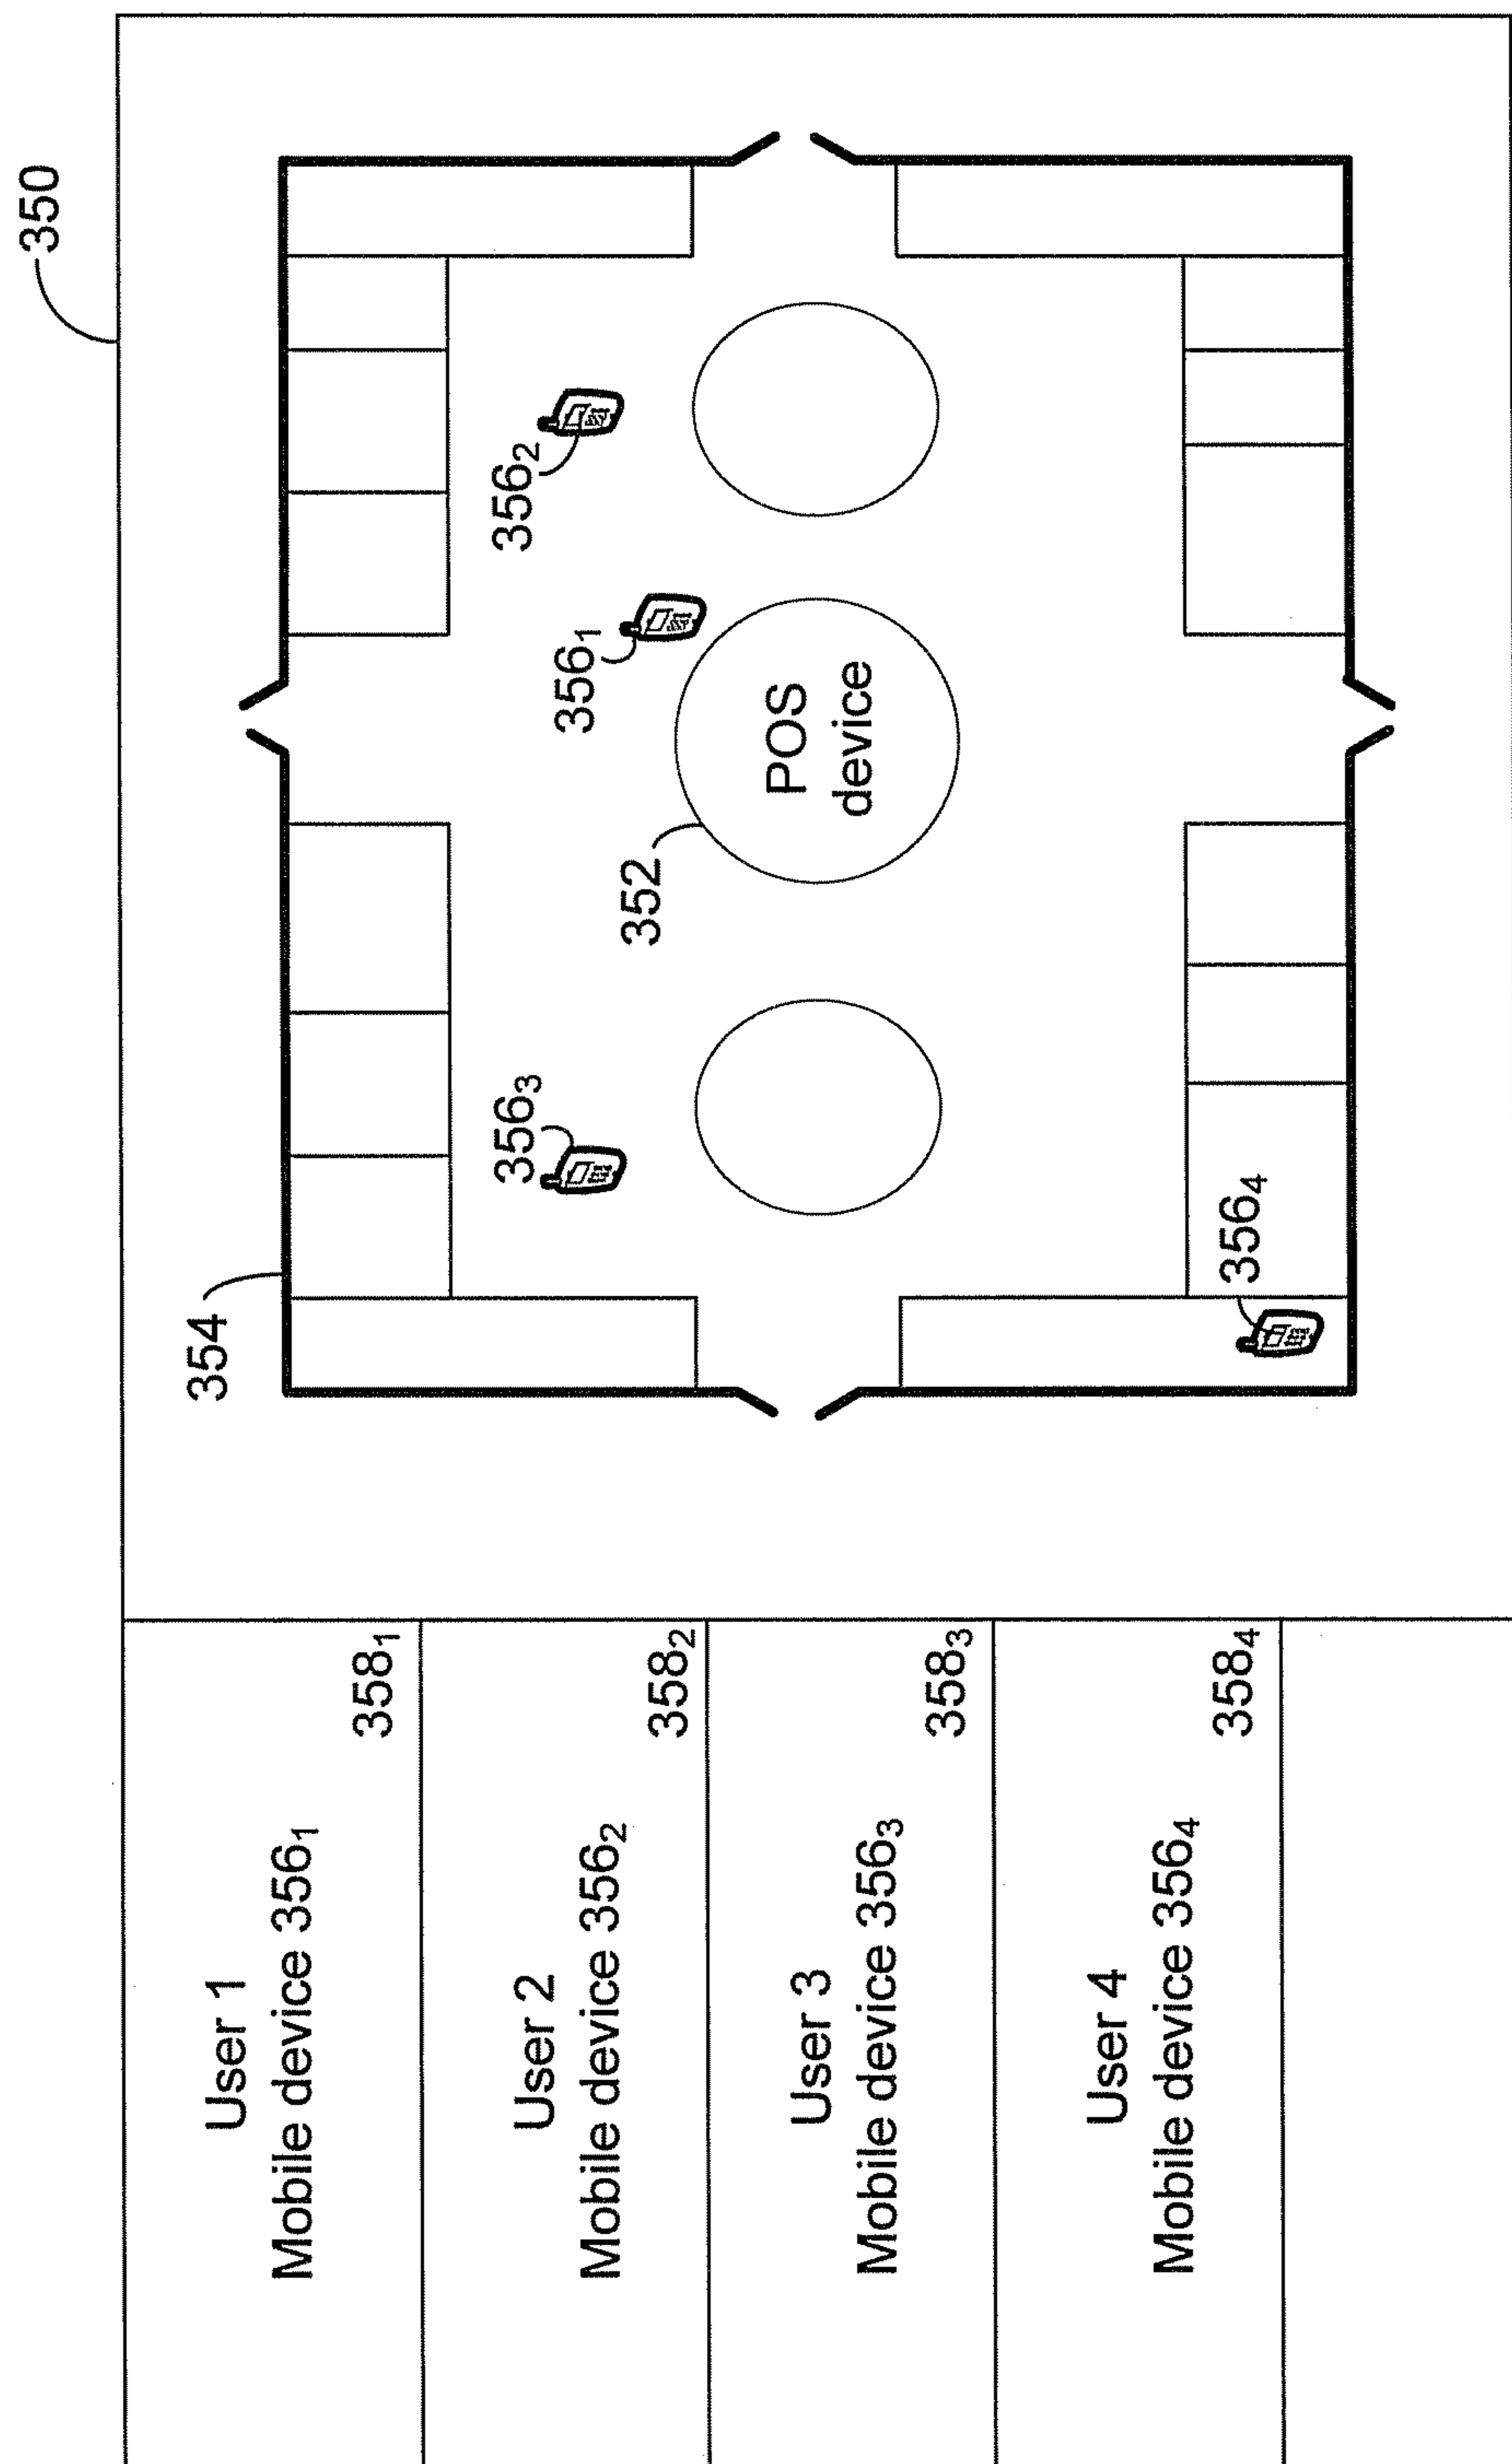 350
User 1
Mobile device 356₁
358₁
User 2
Mobile device 356₂
358₂
User 3
Mobile device 356₃
358₃
User 4
Mobile device 356₄
358₄
354
356₃
356₂
356₁
352
POS
device
356₄